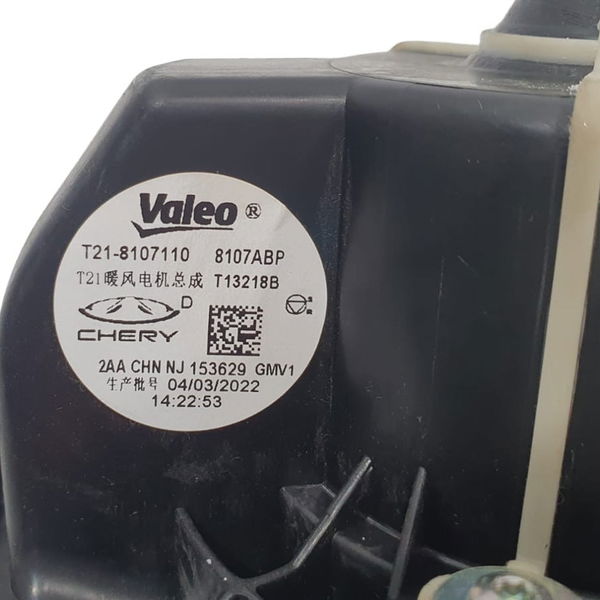 Valeo ®
T21-8107110 8107ABP
T21暖风电机总成 T13218B
D
CHERY
2AA CHN NJ 153629 GMV1
生产批号 04/03/2022
14:22:53